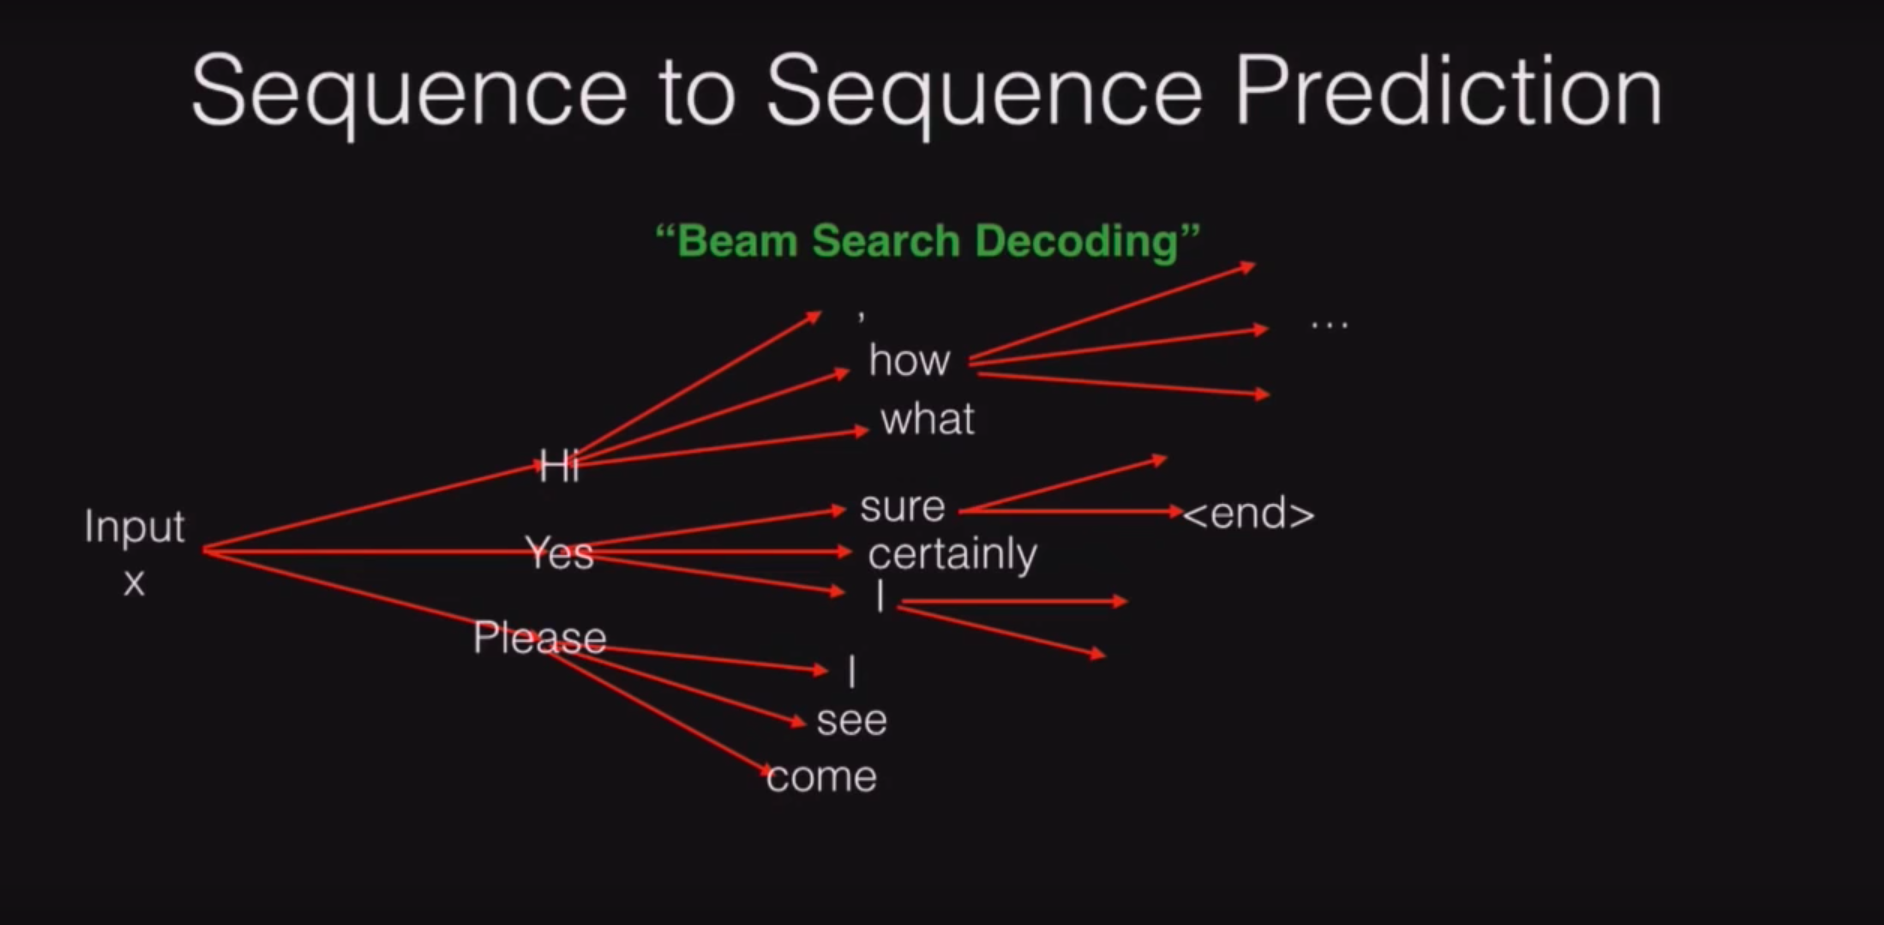 Sequence to Sequence Prediction
“Beam Search Decoding”
,
how
...
what
Hi
Input
x
sure
<end>
Yes
certainly
I
Please
I
see
come